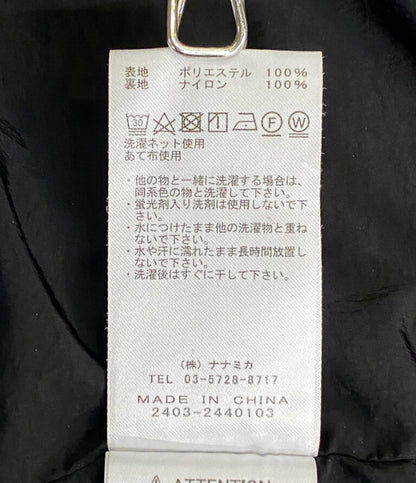 表地 ポリエステル 100%
裏地 ナイロン 100%
30 F W
洗濯ネット使用
あて布使用
・他の物と一緒に洗濯する場合は、
同系色の物と洗濯して下さい。
・蛍光剤入り洗剤は使用しないで下
さい。
・水につけたまま他の洗濯物と重ね
ないで下さい。
・水や汗に濡れたまま長時間放置し
ないで下さい。
・洗濯後はすぐに干して下さい。
(株) ナナミカ
TEL 03-5728-8717
MADE IN CHINA
2403-2440103
ATTENTION